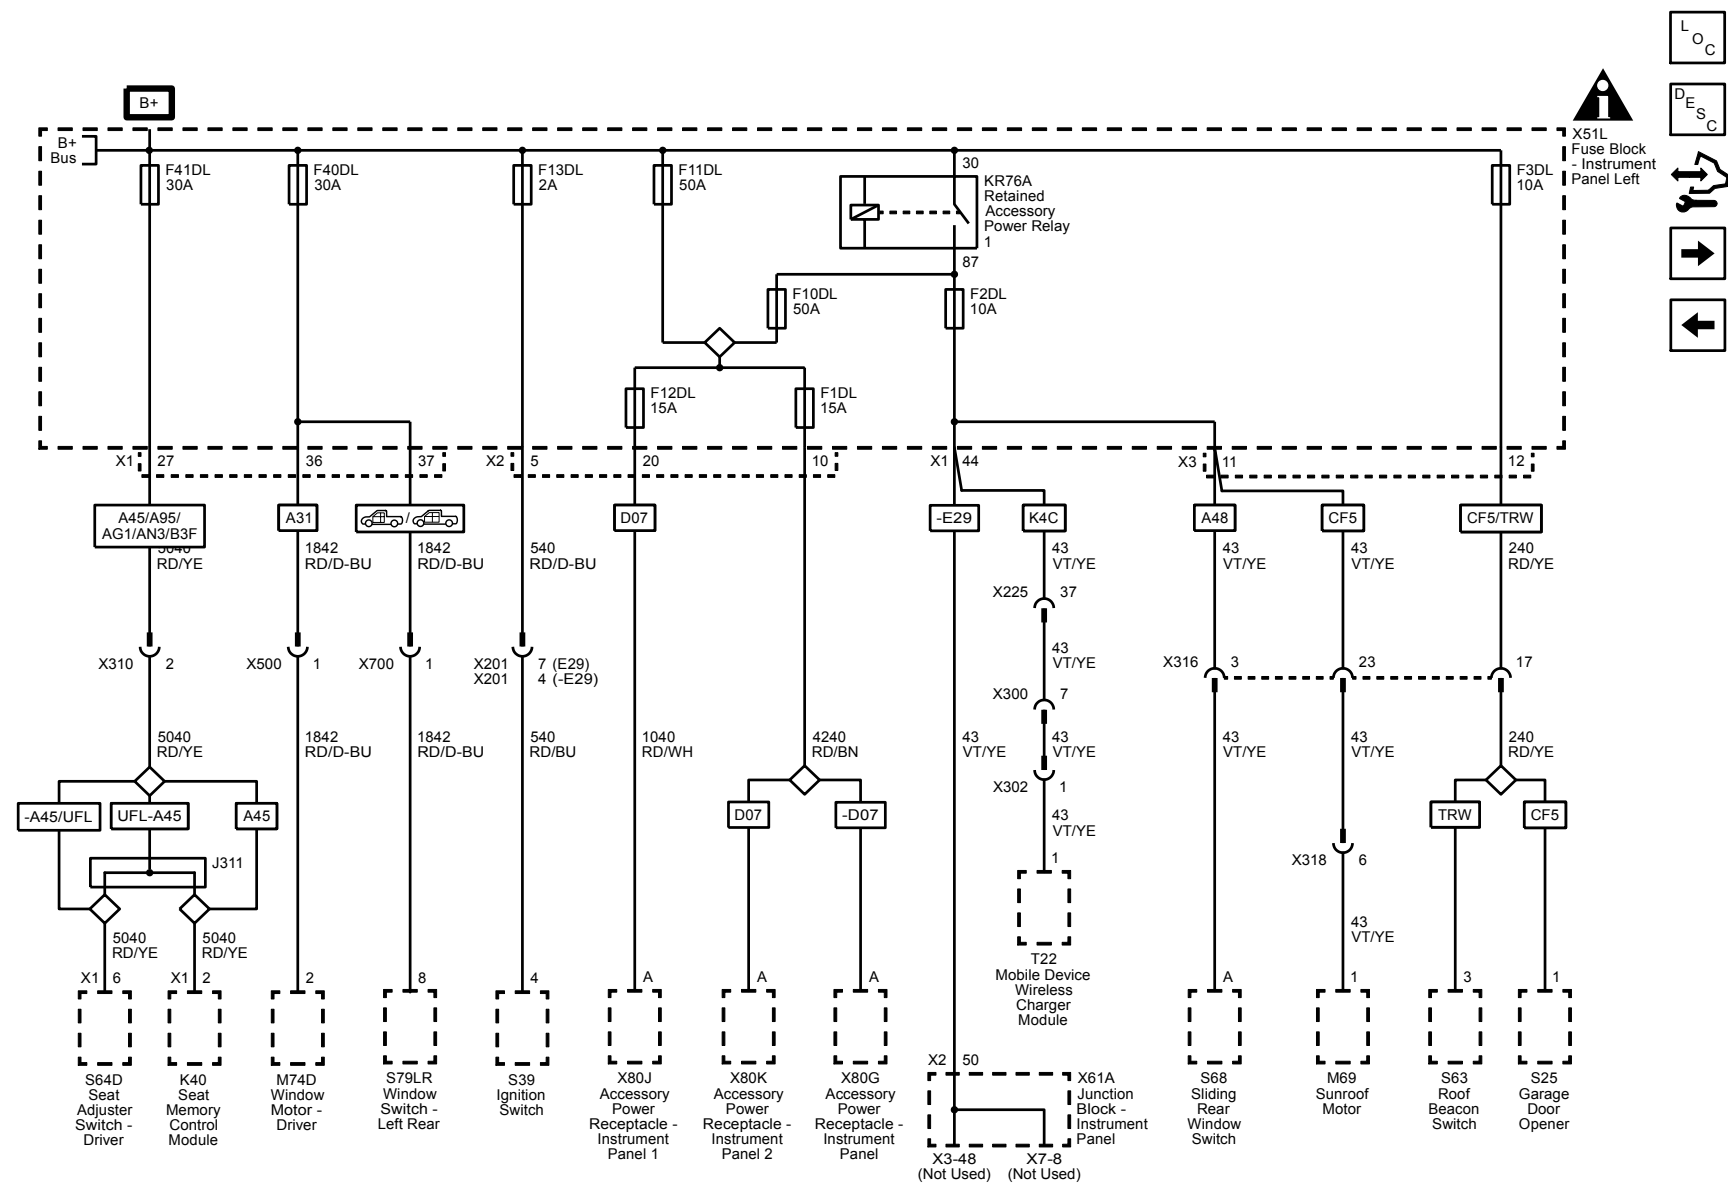 L O C
D E S C
B+
B+
Bus
X51L
Fuse Block
- Instrument
Panel Left
F41DL
30A
F40DL
30A
F13DL
2A
F11DL
50A
30
KR76A
Retained
Accessory
Power Relay
1
87
F3DL
10A
F10DL
50A
F2DL
10A
F12DL
15A
F1DL
15A
X1 27
36
37
X2 5
20
10
X1 44
X3 11
12
A45/A95/
AG1/AN3/B3F
A31
/
D07
-E29
K4C
A48
CF5
CF5/TRW
5040
RD/YE
1842
RD/D-BU
1842
RD/D-BU
540
RD/D-BU
43
VT/YE
43
VT/YE
43
VT/YE
240
RD/YE
X225 37
X310 2
X500 1
X700 1
X201 7 (E29)
X201 4 (-E29)
43
VT/YE
X316 3
23
17
X300 7
5040
RD/YE
1842
RD/D-BU
1842
RD/D-BU
540
RD/BU
1040
RD/WH
4240
RD/BN
43
VT/YE
43
VT/YE
43
VT/YE
43
VT/YE
240
RD/YE
X302 1
-A45/UFL
UFL-A45
A45
D07
-D07
43
VT/YE
TRW
CF5
J311
1
X318 6
5040
RD/YE
5040
RD/YE
43
VT/YE
T22
Mobile Device
Wireless
Charger
Module
X1 6
X1 2
2
8
4
A
A
A
A
1
3
1
S64D
Seat
Adjuster
Switch -
Driver
K40
Seat
Memory
Control
Module
M74D
Window
Motor -
Driver
S79LR
Window
Switch -
Left Rear
S39
Ignition
Switch
X80J
Accessory
Power
Receptacle -
Instrument
Panel 1
X80K
Accessory
Power
Receptacle -
Instrument
Panel 2
X80G
Accessory
Power
Receptacle -
Instrument
Panel
X2 50
X61A
Junction
Block -
Instrument
Panel
X3-48
(Not Used)
X7-8
(Not Used)
S68
Sliding
Rear
Window
Switch
M69
Sunroof
Motor
S63
Roof
Beacon
Switch
S25
Garage
Door
Opener